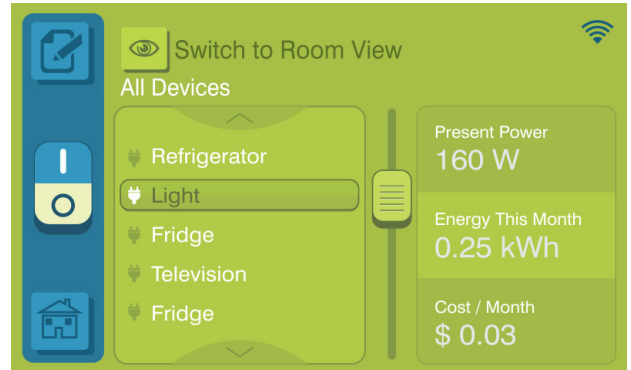 Switch to Room View
All Devices
Refrigerator
Light
Fridge
Television
Fridge
Present Power
160 W
Energy This Month
0.25 kWh
Cost / Month
$ 0.03